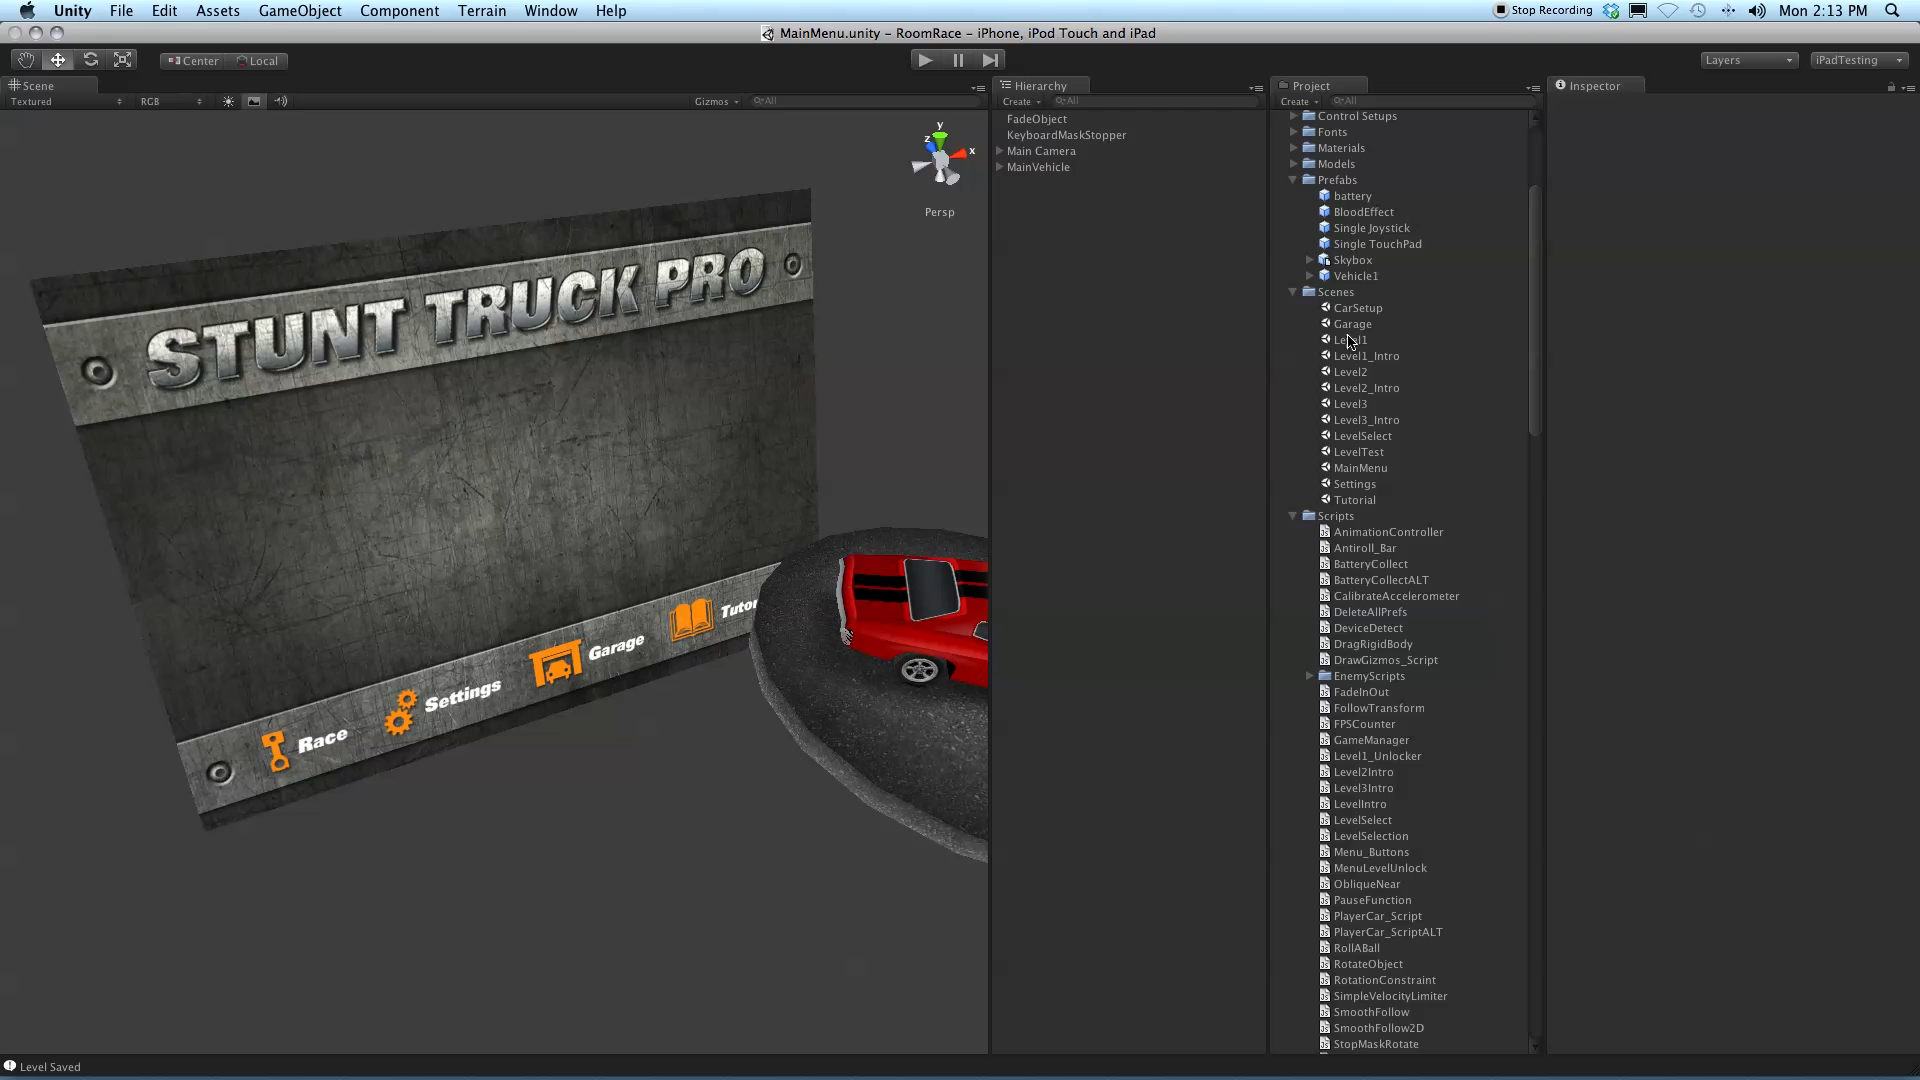 Unity File Edit Assets GameObject Component Terrain Window Help
Stop Recording Mon 2:13 PM
MainMenu.unity – RoomRace – iPhone, iPod Touch and iPad
Center Local
Layers iPadTesting
Scene
Textured RGB Gizmos All
y
z
x
Persp
STUNT TRUCK PRO
Race
Settings
Garage
Hierarchy
Create All
FadeObject
KeyboardMaskStopper
Main Camera
MainVehicle
Project
Create All
Control Setups
Fonts
Materials
Models
Prefabs
battery
BloodEffect
Single Joystick
Single TouchPad
Skybox
Vehicle1
Scenes
CarSetup
Garage
Level1
Level1_Intro
Level2
Level2_Intro
Level3
Level3_Intro
LevelSelect
LevelTest
MainMenu
Settings
Tutorial
Scripts
AnimationController
Antiroll_Bar
BatteryCollect
BatteryCollectALT
CalibrateAccelerometer
DeleteAllPrefs
DeviceDetect
DragRigidBody
DrawGizmos_Script
EnemyScripts
FadeInOut
FollowTransform
FPSCounter
GameManager
Level1_Unlocker
Level2Intro
Level3Intro
LevelIntro
LevelSelect
LevelSelection
Menu_Buttons
MenuLevelUnlock
ObliqueNear
PauseFunction
PlayerCar_Script
PlayerCar_ScriptALT
RollABall
RotateObject
RotationConstraint
SimpleVelocityLimiter
SmoothFollow
SmoothFollow2D
StopMaskRotate
Inspector
Level Saved